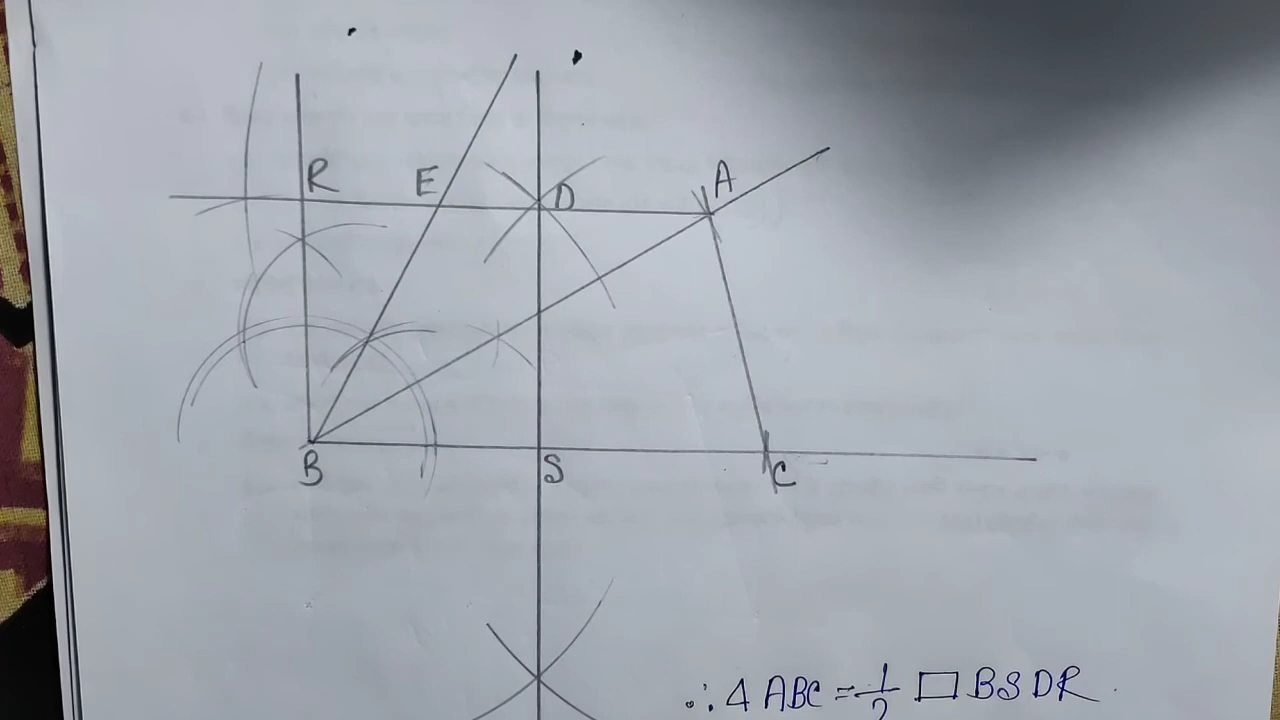 R E D A
B S C
∴ Δ ABC = 1/2 □ BSDR.